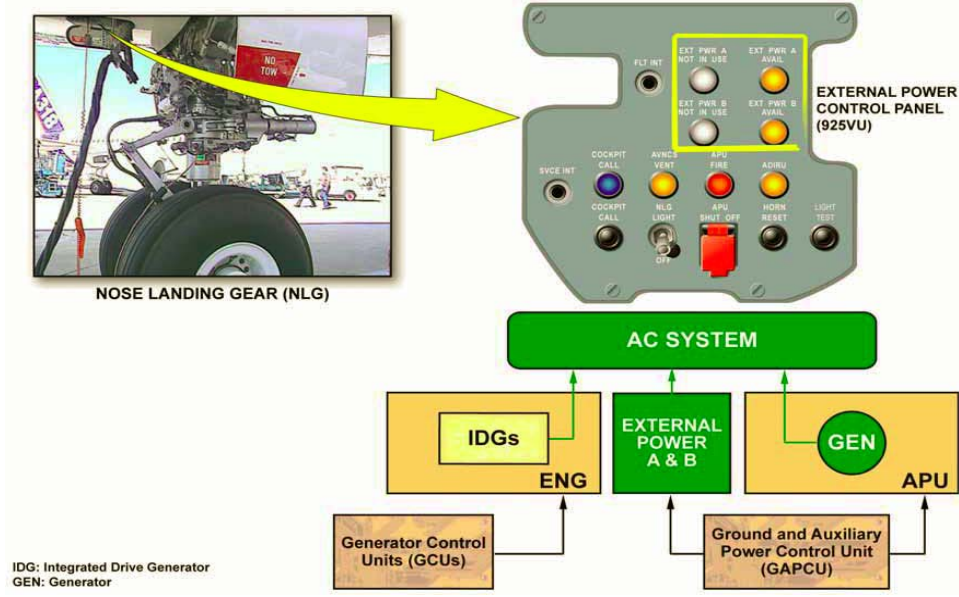 NO
TOW
NOSE LANDING GEAR (NLG)
EXT PWR A
NOT IN USE
EXT PWR A
AVAIL
FLT INT
EXT PWR B
NOT IN USE
EXT PWR B
AVAIL
EXTERNAL POWER
CONTROL PANEL
(925VU)
SVCE INT
COCKPIT
CALL
AVNCS
VENT
APU
FIRE
ADIRU
COCKPIT
CALL
NLG
LIGHT
OFF
APU
SHUT OFF
HORN
RESET
LIGHT
TEST
AC SYSTEM
IDGs
ENG
EXTERNAL
POWER
A & B
GEN
APU
Generator Control
Units (GCUs)
Ground and Auxiliary
Power Control Unit
(GAPCU)
IDG: Integrated Drive Generator
GEN: Generator